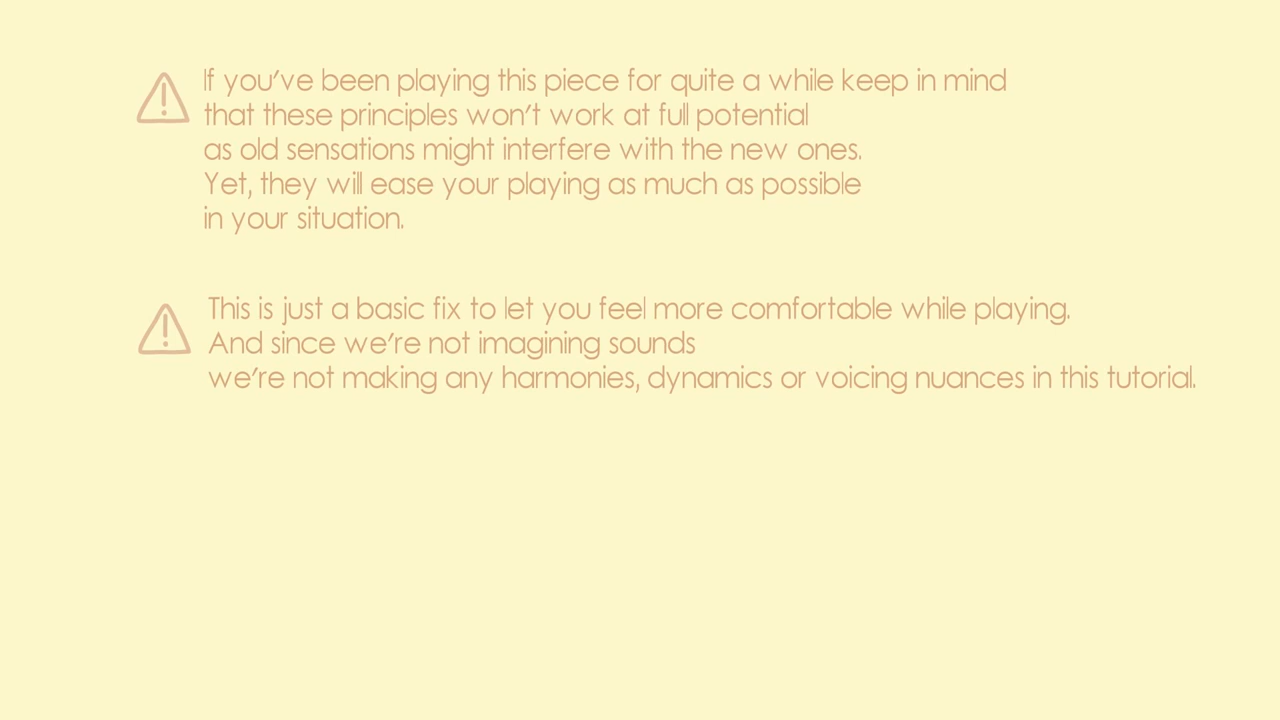 If you've been playing this piece for quite a while keep in mind
that these principles won't work at full potential
as old sensations might interfere with the new ones.
Yet, they will ease your playing as much as possible
in your situation.
This is just a basic fix to let you feel more comfortable while playing.
And since we're not imagining sounds
we're not making any harmonies, dynamics or voicing nuances in this tutorial.